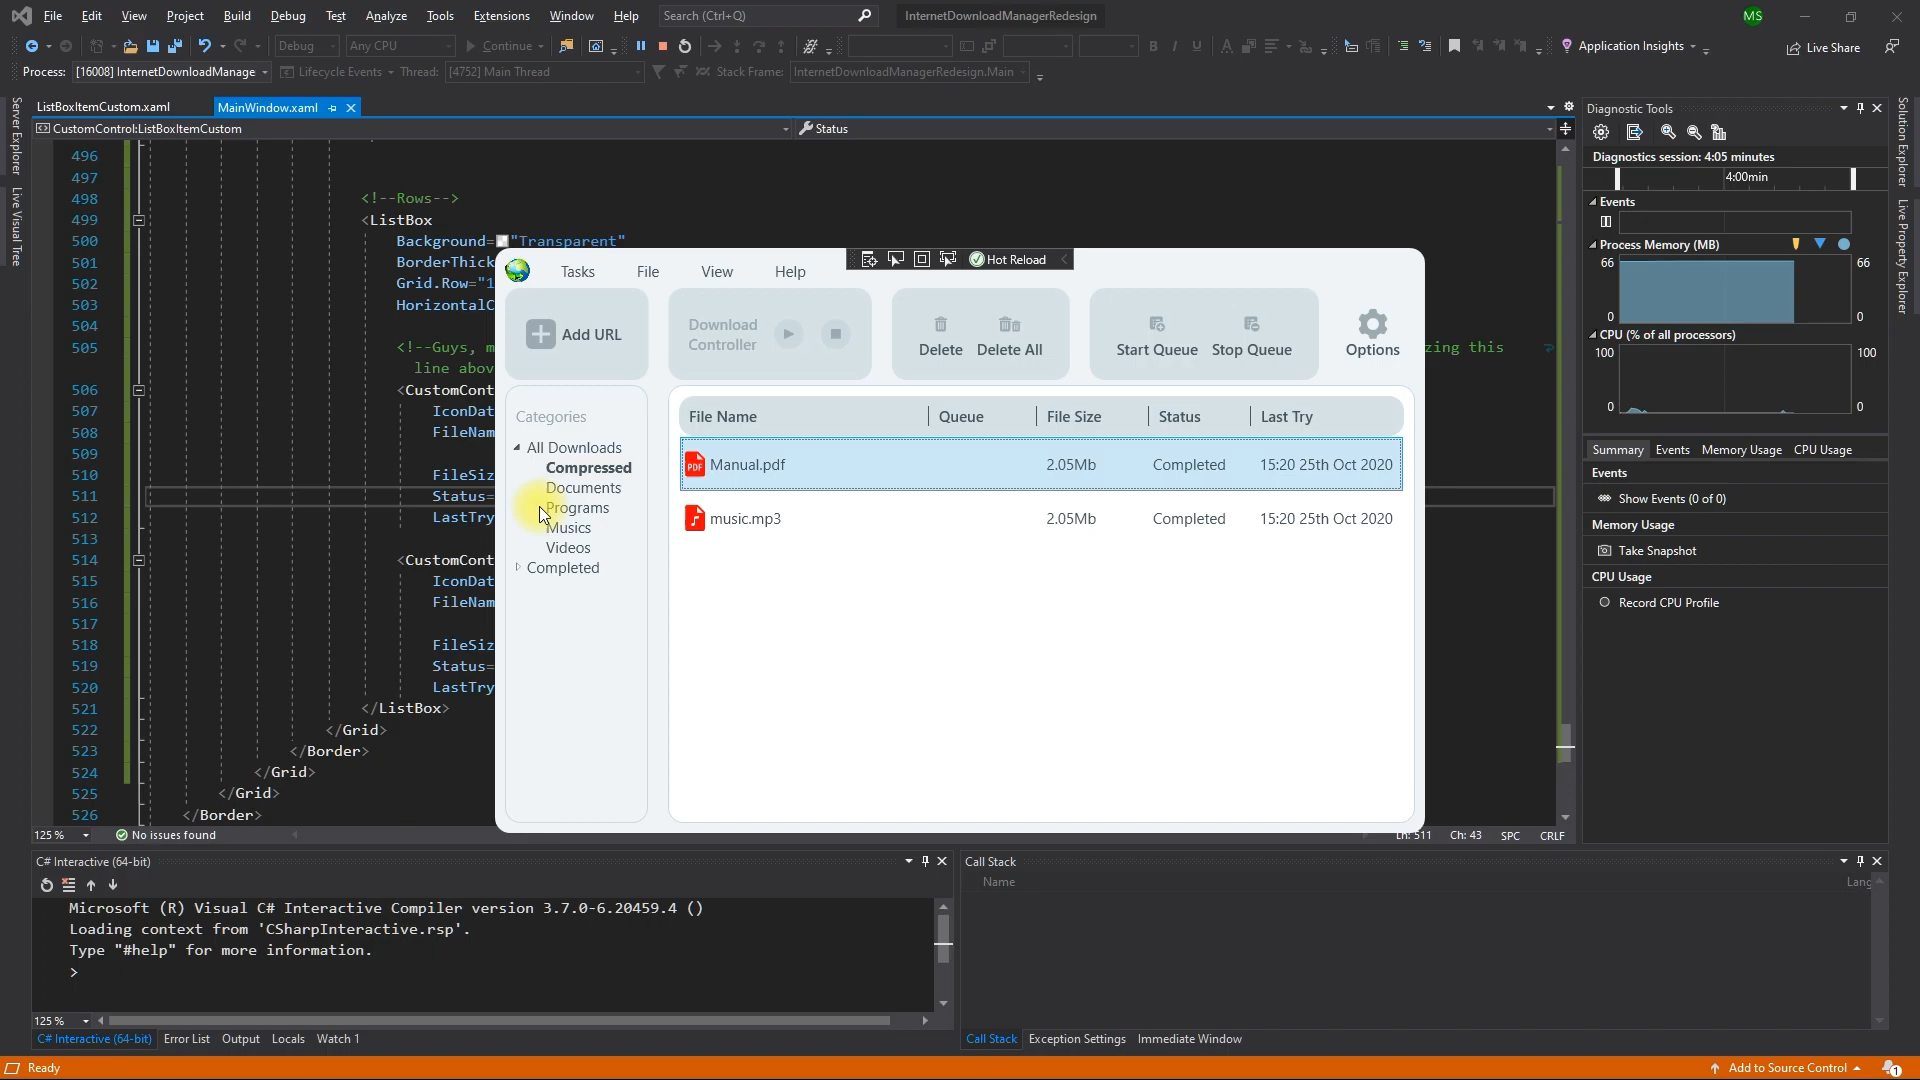 File Edit View Project Build Debug Test Analyze Tools Extensions Window Help Search (Ctrl+Q) InternetDownloadManagerRedesign MS
Debug Any CPU Continue Application Insights Live Share
Process: [16008] InternetDownloadManage Lifecycle Events Thread: [4752] Main Thread Stack Frame: InternetDownloadManagerRedesign.Main
Server Explorer
Live Visual Tree
ListBoxItemCustom.xaml MainWindow.xaml
CustomControl:ListBoxItemCustom Status
496
497
498 <!--Rows-->
499 <ListBox
500 Background="Transparent"
501 BorderThick
502 Grid.Row="1
503 HorizontalC
504
505 <!--Guys, m zing this
line abov
506 <CustomCont
507 IconDat
508 FileNam
509
510 FileSiz
511 Status=
512 LastTry
513
514 <CustomCont
515 IconDat
516 FileNam
517
518 FileSiz
519 Status=
520 LastTry
521 </ListBox>
522 </Grid>
523 </Border>
524 </Grid>
525 </Grid>
526 </Border>
125 % No issues found Ln: 511 Ch: 43 SPC CRLF
Hot Reload
Tasks File View Help
Add URL
Download
Controller
Delete Delete All
Start Queue Stop Queue
Options
Categories
All Downloads
Compressed
Documents
Programs
Musics
Videos
Completed
File Name Queue File Size Status Last Try
PDF Manual.pdf 2.05Mb Completed 15:20 25th Oct 2020
music.mp3 2.05Mb Completed 15:20 25th Oct 2020
Diagnostic Tools
Diagnostics session: 4:05 minutes
4:00min
Events
Process Memory (MB)
66 66
0 0
CPU (% of all processors)
100 100
0 0
Summary Events Memory Usage CPU Usage
Events
Show Events (0 of 0)
Memory Usage
Take Snapshot
CPU Usage
Record CPU Profile
Solution Explorer
Live Property Explorer
C# Interactive (64-bit)
Microsoft (R) Visual C# Interactive Compiler version 3.7.0-6.20459.4 ()
Loading context from 'CSharpInteractive.rsp'.
Type "#help" for more information.
>
125 %
C# Interactive (64-bit) Error List Output Locals Watch 1
Call Stack
Name Lang
Call Stack Exception Settings Immediate Window
Ready Add to Source Control 1